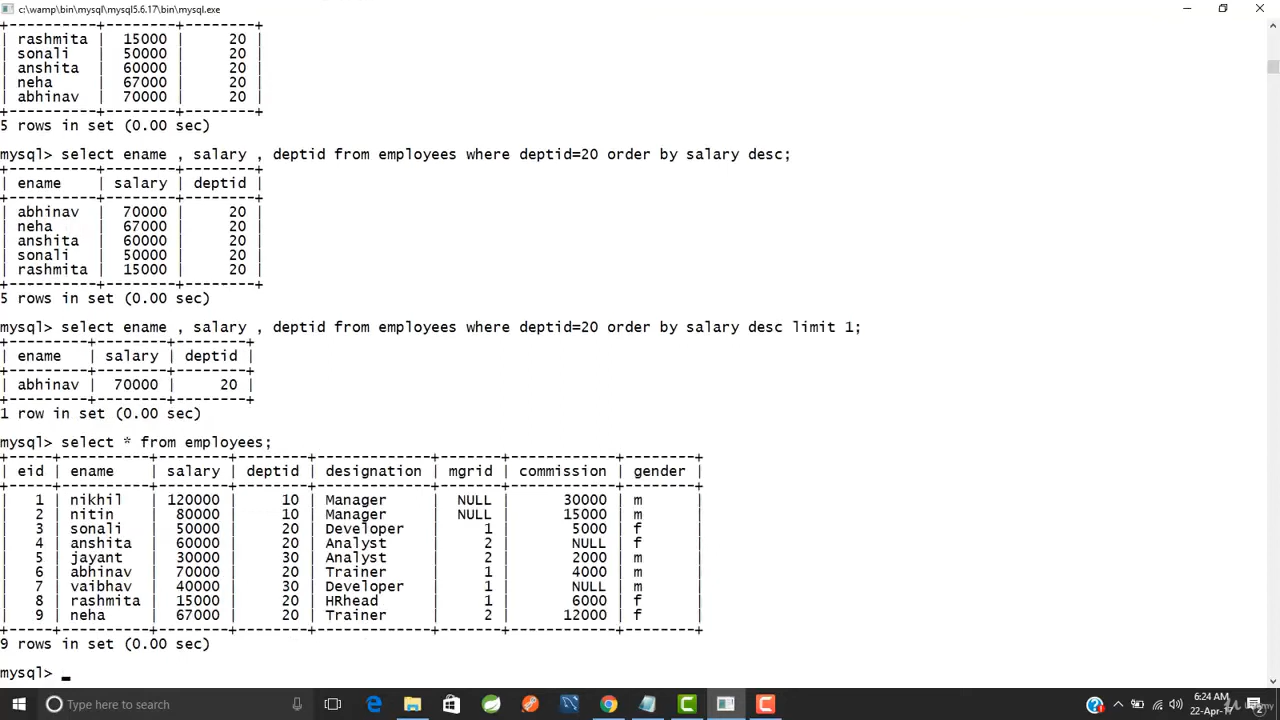 c:\wamp\bin\mysql\mysql5.6.17\bin\mysql.exe
+----------+--------+--------+
| rashmita |  15000 |     20 |
| sonali   |  50000 |     20 |
| anshita  |  60000 |     20 |
| neha     |  67000 |     20 |
| abhinav  |  70000 |     20 |
+----------+--------+--------+
5 rows in set (0.00 sec)
mysql> select ename , salary , deptid from employees where deptid=20 order by salary desc;
+----------+--------+--------+
| ename    | salary | deptid |
+----------+--------+--------+
| abhinav  |  70000 |     20 |
| neha     |  67000 |     20 |
| anshita  |  60000 |     20 |
| sonali   |  50000 |     20 |
| rashmita |  15000 |     20 |
+----------+--------+--------+
5 rows in set (0.00 sec)
mysql> select ename , salary , deptid from employees where deptid=20 order by salary desc limit 1;
+---------+--------+--------+
| ename   | salary | deptid |
+---------+--------+--------+
| abhinav |  70000 |     20 |
+---------+--------+--------+
1 row in set (0.00 sec)
mysql> select * from employees;
+-----+----------+--------+--------+-------------+-------+------------+--------+
| eid | ename    | salary | deptid | designation | mgrid | commission | gender |
+-----+----------+--------+--------+-------------+-------+------------+--------+
|   1 | nikhil   | 120000 |     10 | Manager     |  NULL |      30000 | m      |
|   2 | nitin    |  80000 |     10 | Manager     |  NULL |      15000 | m      |
|   3 | sonali   |  50000 |     20 | Developer   |     1 |       5000 | f      |
|   4 | anshita  |  60000 |     20 | Analyst     |     2 |       NULL | f      |
|   5 | jayant   |  30000 |     30 | Analyst     |     2 |       2000 | m      |
|   6 | abhinav  |  70000 |     20 | Trainer     |     1 |       4000 | m      |
|   7 | vaibhav  |  40000 |     30 | Developer   |     1 |       NULL | m      |
|   8 | rashmita |  15000 |     20 | HRhead      |     1 |       6000 | f      |
|   9 | neha     |  67000 |     20 | Trainer     |     2 |      12000 | f      |
+-----+----------+--------+--------+-------------+-------+------------+--------+
9 rows in set (0.00 sec)
mysql> _
Type here to search
6:24 AM
22-Apr-1